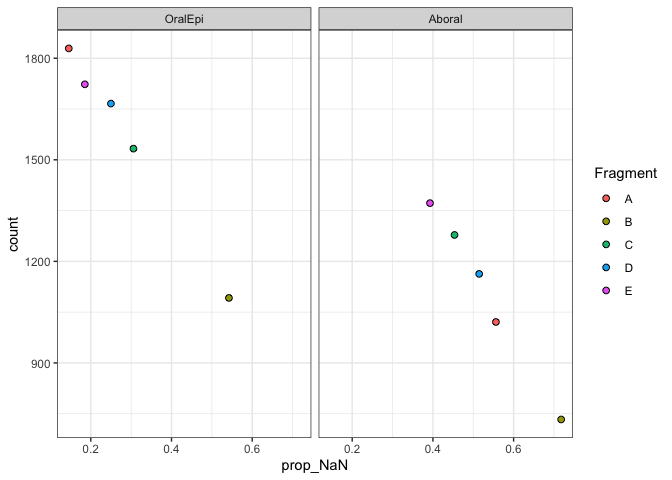 OralEpi
Aboral
1800
1500
1200
900
count
0.2
0.4
0.6
0.2
0.4
0.6
prop_NaN
Fragment
A
B
C
D
E